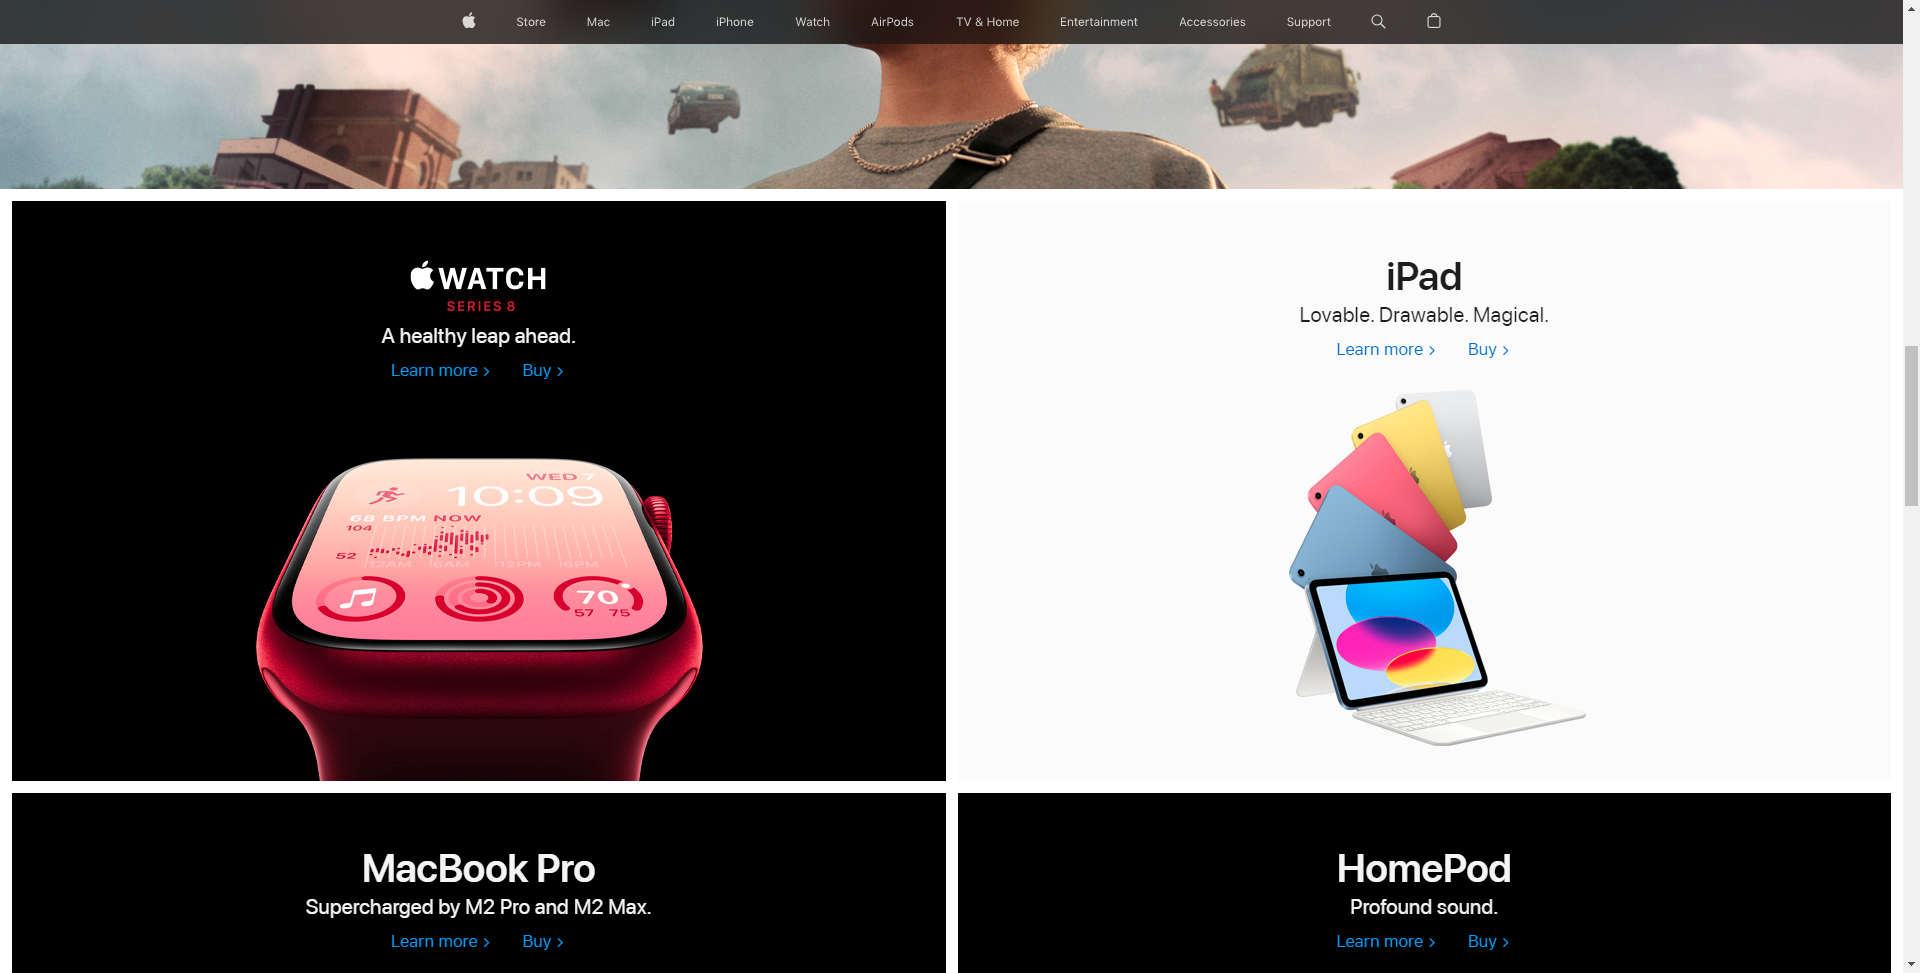 Store Mac iPad iPhone Watch AirPods TV & Home Entertainment Accessories Support
WATCH
SERIES 8
A healthy leap ahead.
Learn more > Buy >
WED 7
10:09
68 BPM NOW
104
52
12AM 6AM 12PM 6PM
70
57 75
iPad
Lovable. Drawable. Magical.
Learn more > Buy >
MacBook Pro
Supercharged by M2 Pro and M2 Max.
Learn more > Buy >
HomePod
Profound sound.
Learn more > Buy >